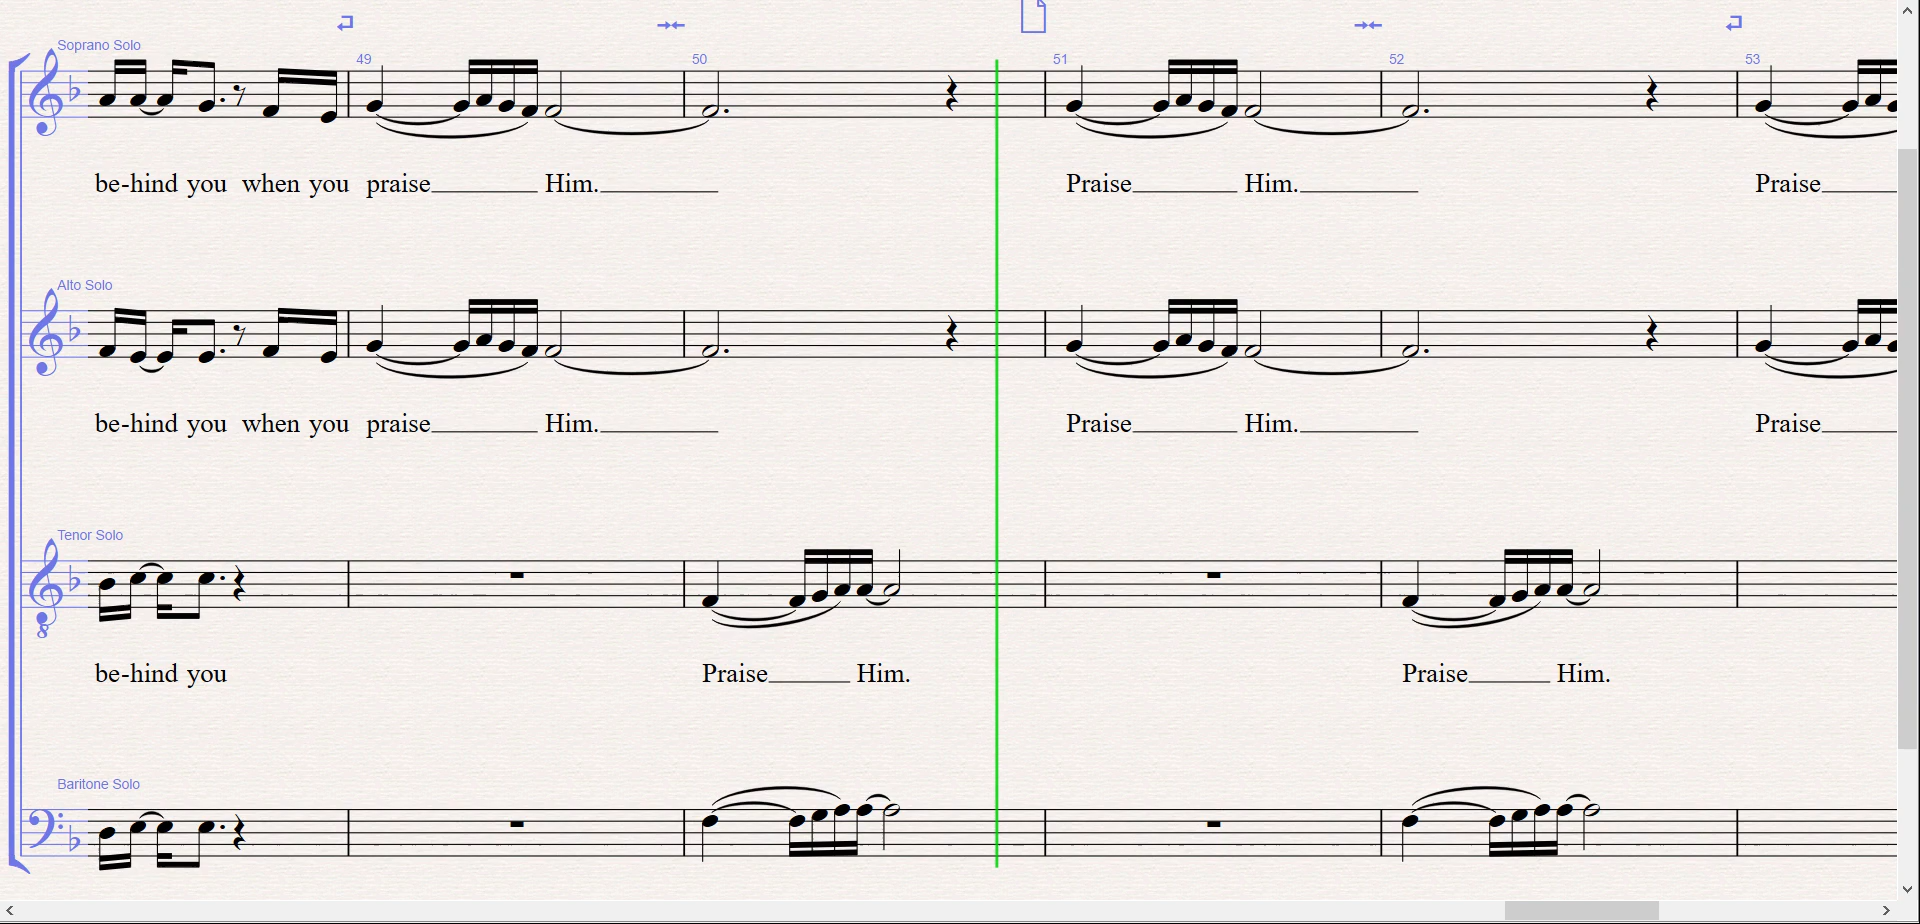 Soprano Solo
49 50 51 52 53
be-hind you when you praise Him. Praise Him. Praise
Alto Solo
be-hind you when you praise Him. Praise Him. Praise
Tenor Solo
8
be-hind you Praise Him. Praise Him.
Baritone Solo